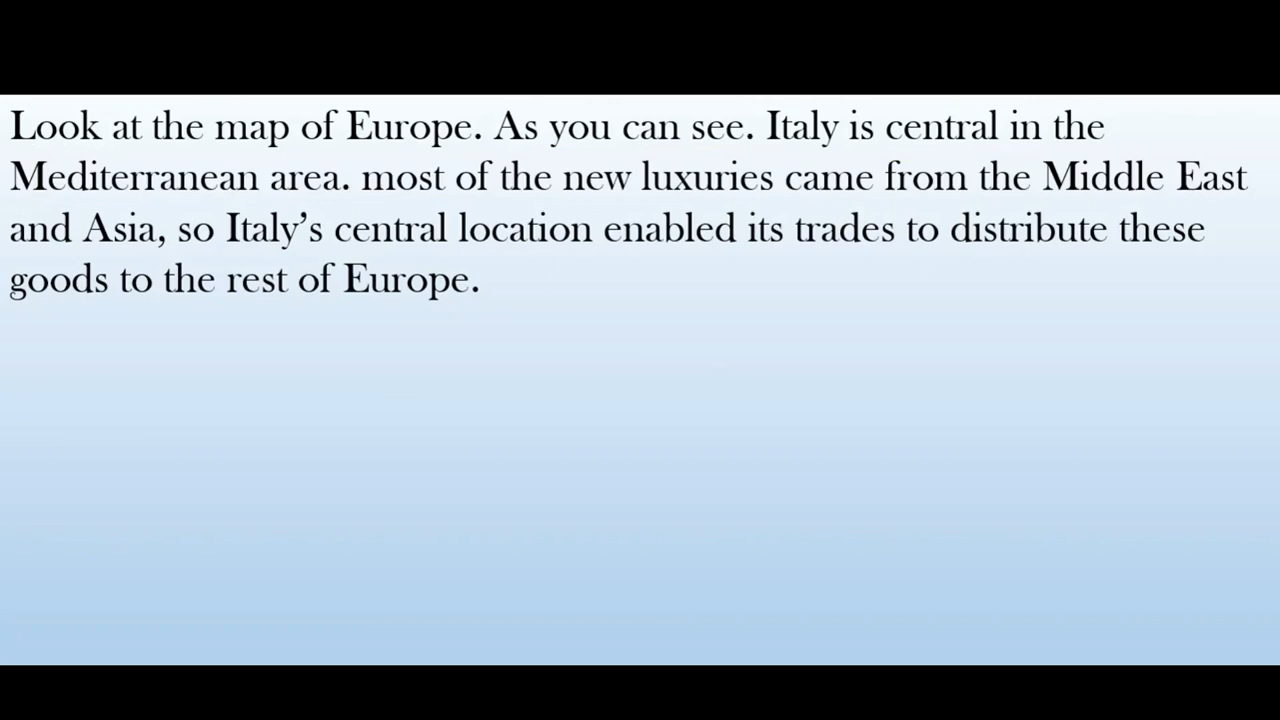 Look at the map of Europe. As you can see. Italy is central in the
Mediterranean area. most of the new luxuries came from the Middle East
and Asia, so Italy’s central location enabled its trades to distribute these
goods to the rest of Europe.